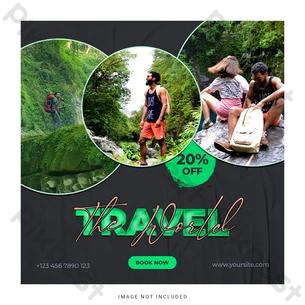 20%
OFF
TRAVEL
The World
BOOK NOW
+123 456 7890 123
www.yoursite.com
IMAGE NOT INCLUDED